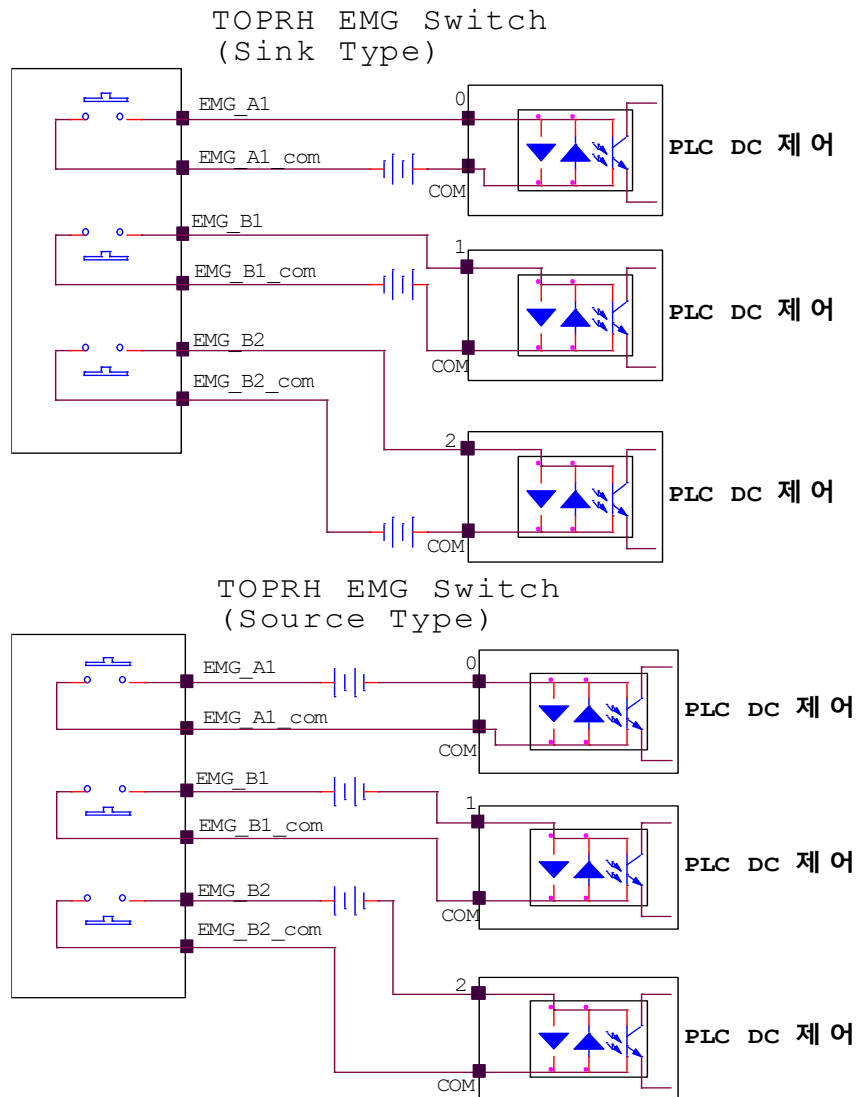 TOPRH EMG Switch
(Sink Type)
EMG_A1
0
EMG_A1_com
COM
PLC DC 제어
EMG_B1
1
EMG_B1_com
COM
PLC DC 제어
EMG_B2
2
EMG_B2_com
COM
PLC DC 제어
TOPRH EMG Switch
(Source Type)
EMG_A1
0
EMG_A1_com
COM
PLC DC 제어
EMG_B1
1
EMG_B1_com
COM
PLC DC 제어
EMG_B2
2
EMG_B2_com
COM
PLC DC 제어